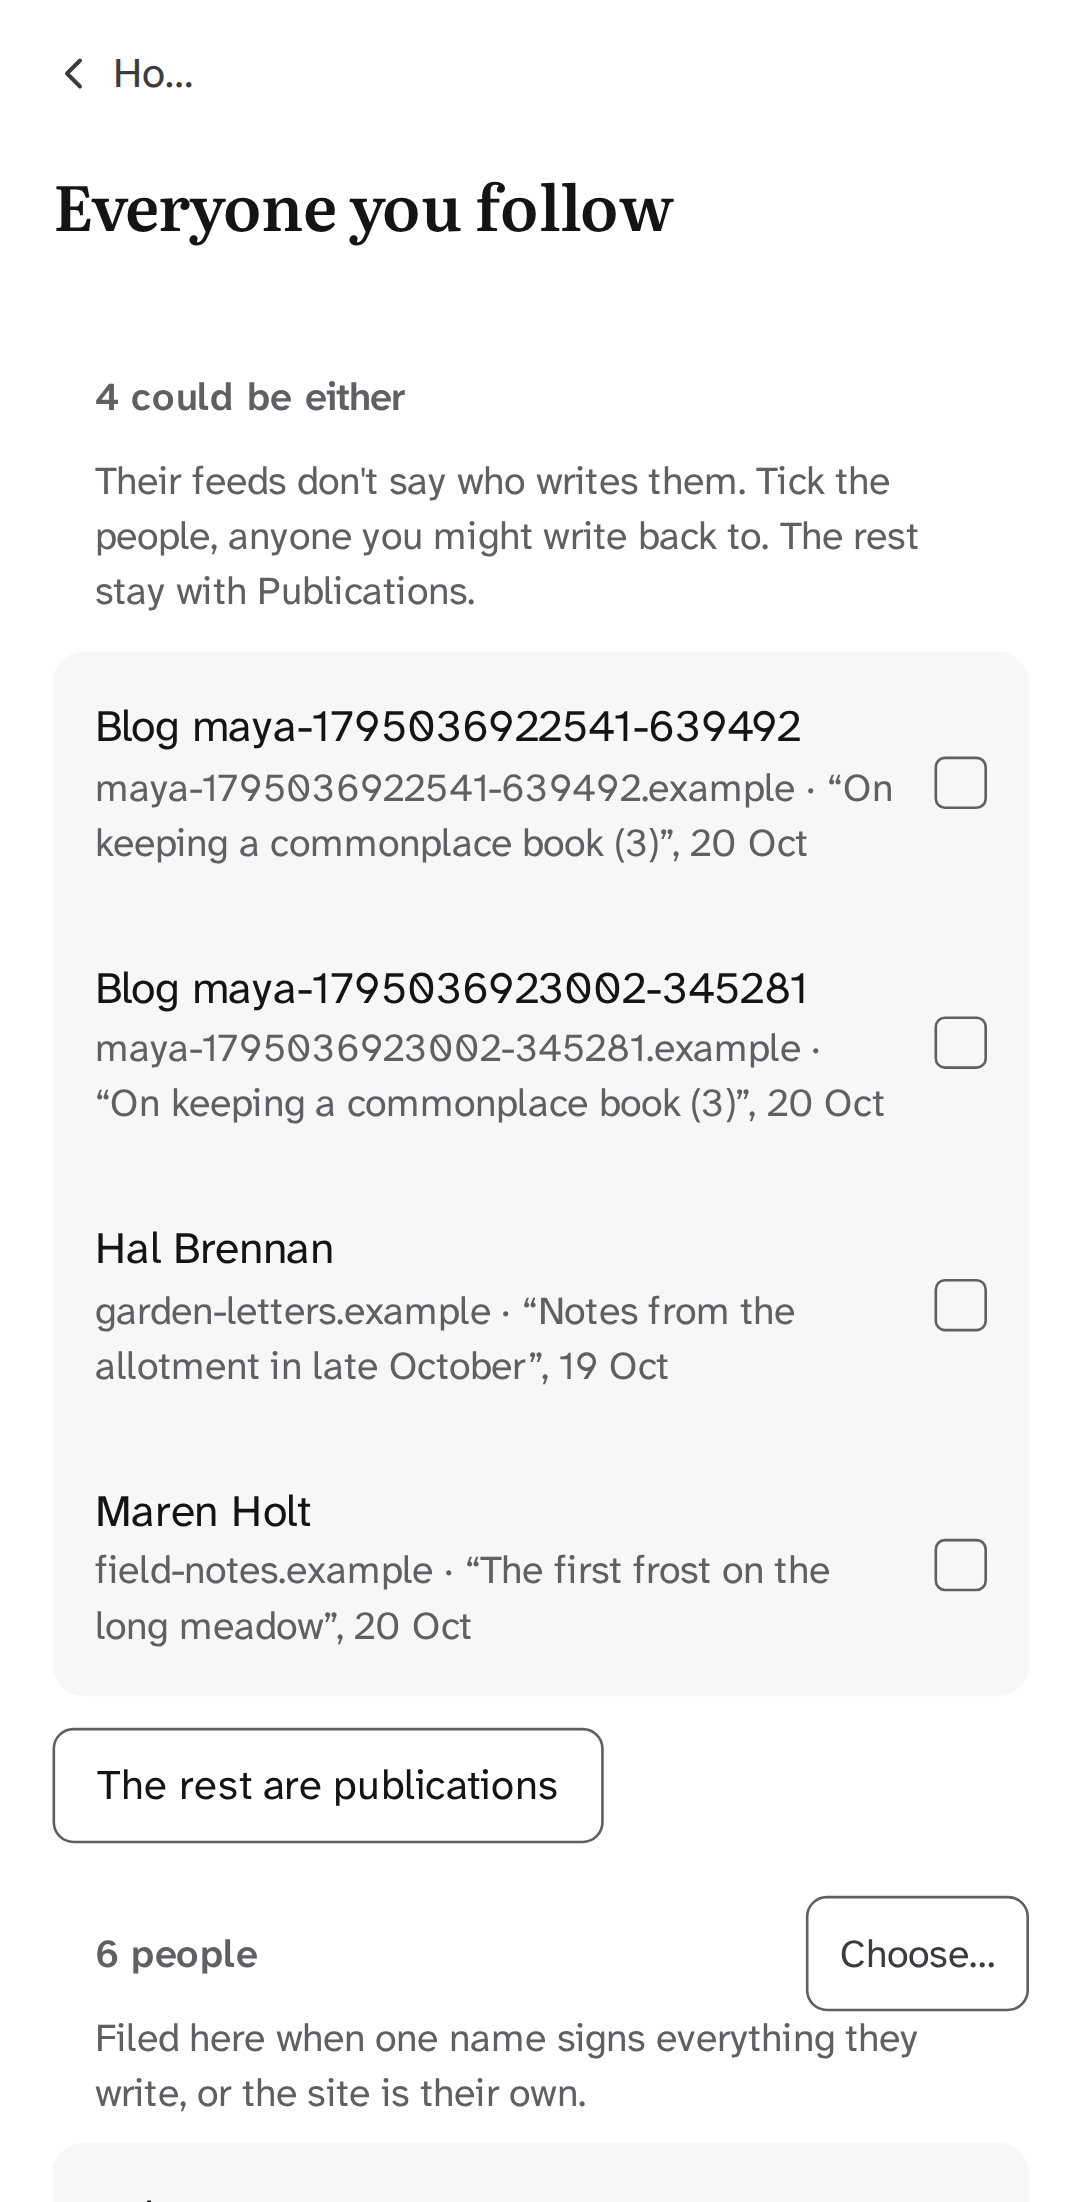 Ho...
Everyone you follow
4 could be either
Their feeds don't say who writes them. Tick the
people, anyone you might write back to. The rest
stay with Publications.
Blog maya-1795036922541-639492
maya-1795036922541-639492.example · “On
keeping a commonplace book (3)”, 20 Oct
Blog maya-1795036923002-345281
maya-1795036923002-345281.example ·
“On keeping a commonplace book (3)”, 20 Oct
Hal Brennan
garden-letters.example · “Notes from the
allotment in late October”, 19 Oct
Maren Holt
field-notes.example · “The first frost on the
long meadow”, 20 Oct
The rest are publications
6 people
Choose...
Filed here when one name signs everything they
write, or the site is their own.